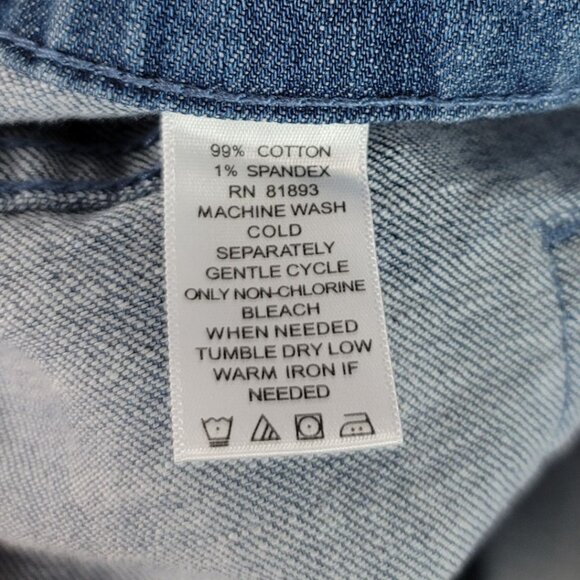 99% COTTON
1% SPANDEX
RN 81893
MACHINE WASH
COLD
SEPARATELY
GENTLE CYCLE
ONLY NON-CHLORINE
BLEACH
WHEN NEEDED
TUMBLE DRY LOW
WARM IRON IF
NEEDED